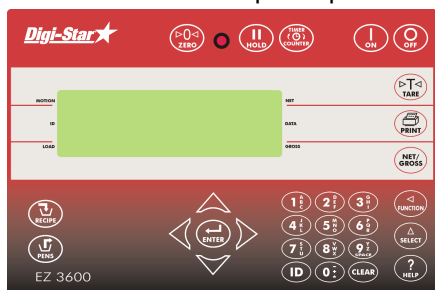 Digi-Star
0
ZERO
HOLD
TIMER
COUNTER
ON
OFF
T
TARE
MOTION
NET
ID
DATA
PRINT
LOAD
GROSS
NET/
GROSS
RECIPE
PENS
ENTER
1 A B C
2 D E F
3 G H I
4 J K L
5 M N O
6 P Q R
7 S T U
8 V W X
9 Y Z SPACE
ID
0
CLEAR
FUNCTION
SELECT
?
HELP
EZ 3600